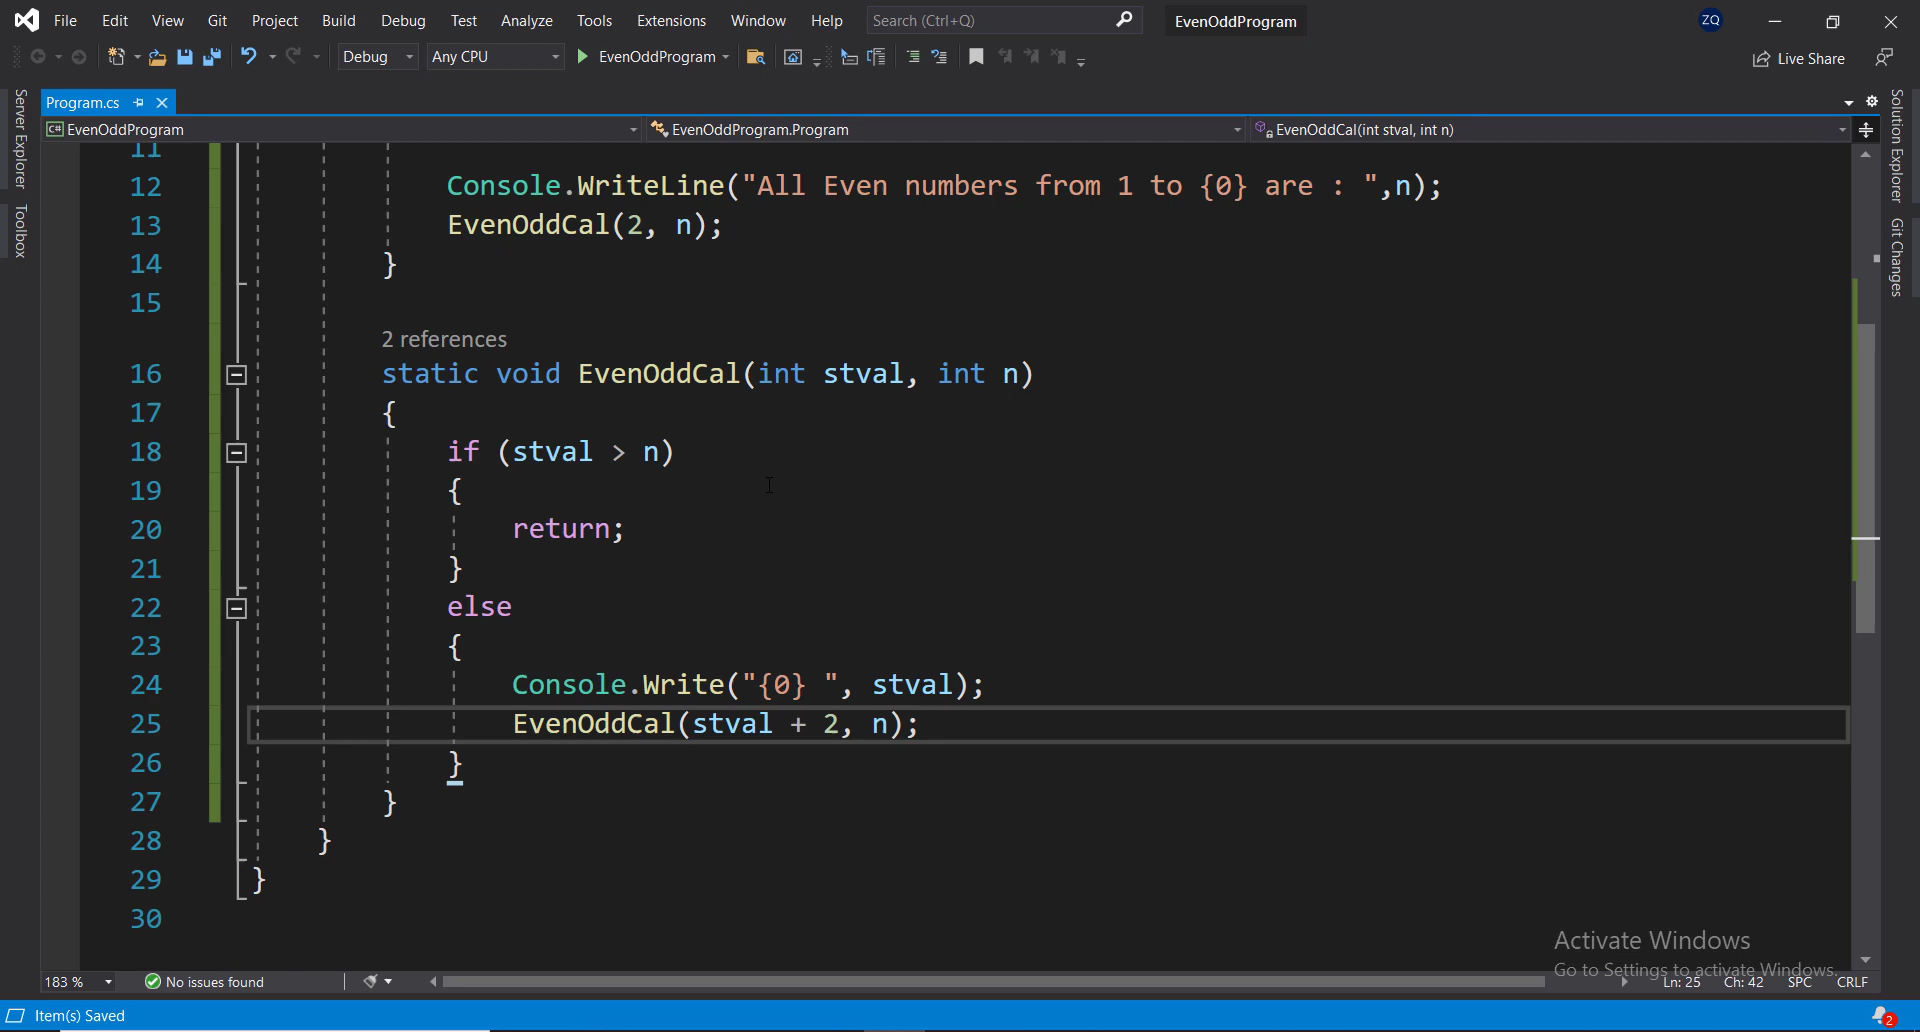 File Edit View Git Project Build Debug Test Analyze Tools Extensions Window Help Search (Ctrl+Q) EvenOddProgram ZQ
Debug Any CPU EvenOddProgram Live Share
Server Explorer
Toolbox
Program.cs
EvenOddProgram EvenOddProgram.Program EvenOddCal(int stval, int n)
Solution Explorer
Git Changes
11
12 Console.WriteLine("All Even numbers from 1 to {0} are : ",n);
13 EvenOddCal(2, n);
14 }
15
2 references
16 static void EvenOddCal(int stval, int n)
17 {
18 if (stval > n)
19 {
20 return;
21 }
22 else
23 {
24 Console.Write("{0} ", stval);
25 EvenOddCal(stval + 2, n);
26 }
27 }
28 }
29 }
30
Activate Windows
Go to Settings to activate Windows.
183 % No issues found Ln: 25 Ch: 42 SPC CRLF
Item(s) Saved 2